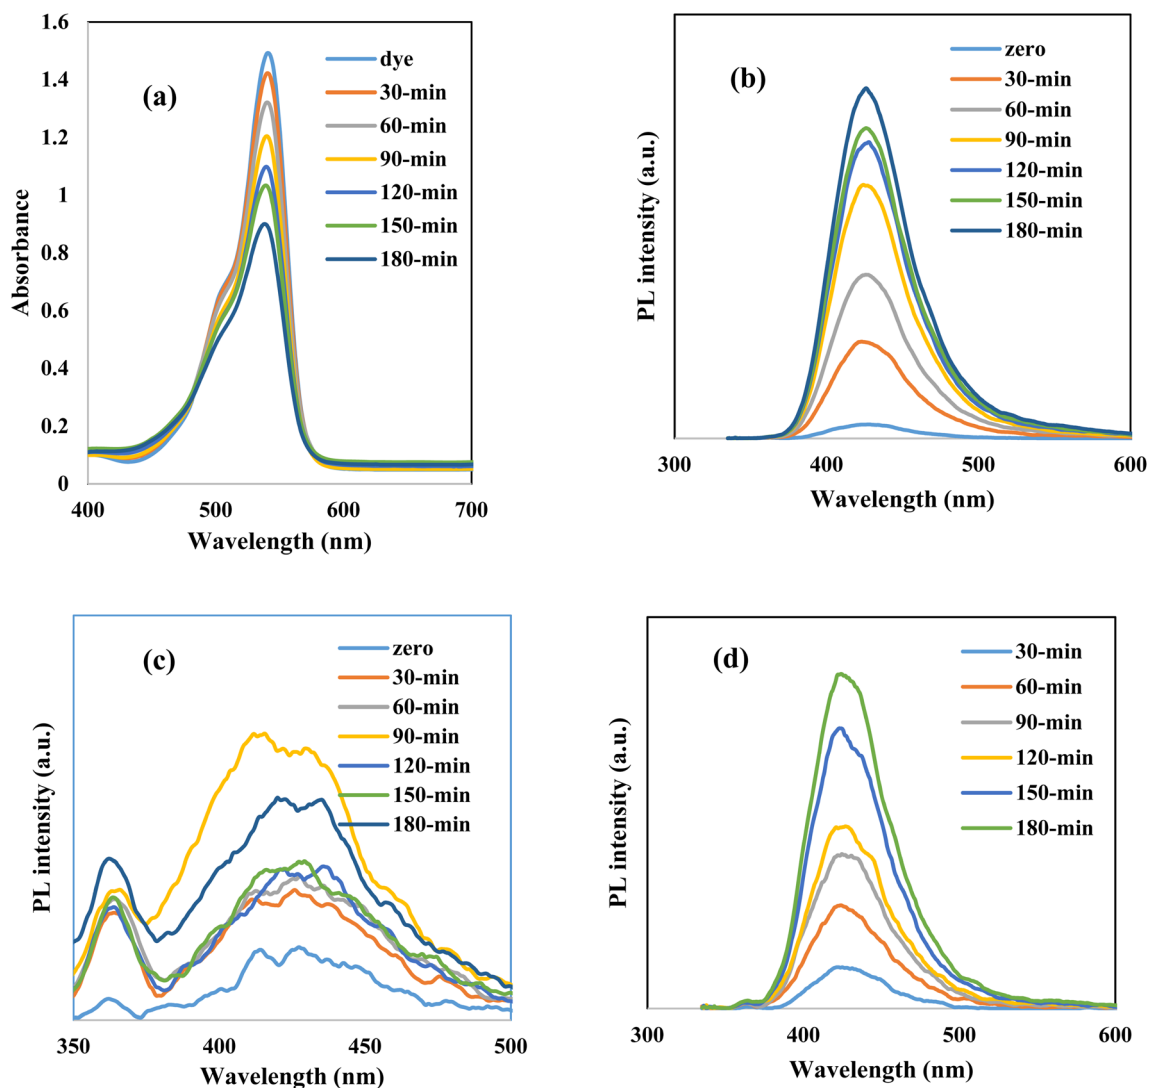 1.6
1.4
1.2
1
0.8
0.6
0.4
0.2
0
400
500
600
700
Absorbance
Wavelength (nm)
(a)
dye
30-min
60-min
90-min
120-min
150-min
180-min
(b)
zero
30-min
60-min
90-min
120-min
150-min
180-min
PL intensity (a.u.)
300
400
500
600
Wavelength (nm)
(c)
zero
30-min
60-min
90-min
120-min
150-min
180-min
PL intensity (a.u.)
350
400
450
500
Wavelength (nm)
(d)
30-min
60-min
90-min
120-min
150-min
180-min
PL intensity (a.u.)
300
400
500
600
Wavelength (nm)